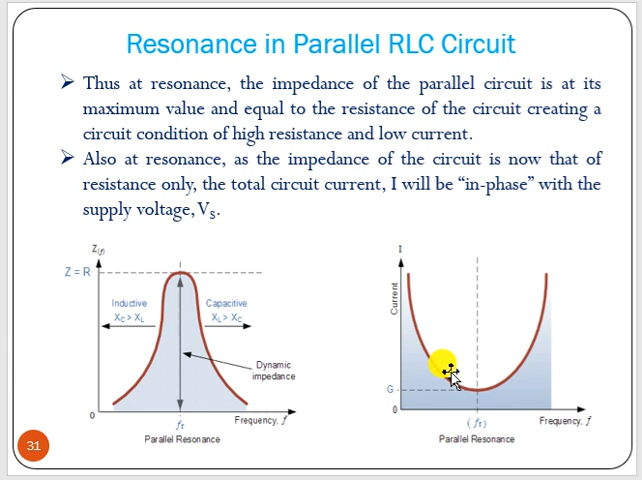 Resonance in Parallel RLC Circuit
➢ Thus at resonance, the impedance of the parallel circuit is at its
maximum value and equal to the resistance of the circuit creating a
circuit condition of high resistance and low current.
➢ Also at resonance, as the impedance of the circuit is now that of
resistance only, the total circuit current, I will be “in-phase” with the
supply voltage, VS.
Z(f)
Z = R
Inductive
XC > XL
Capacitive
XL > XC
Dynamic
impedance
0
fr
Frequency, f
Parallel Resonance
I
Current
G
0
(fr)
Frequency, f
Parallel Resonance
31